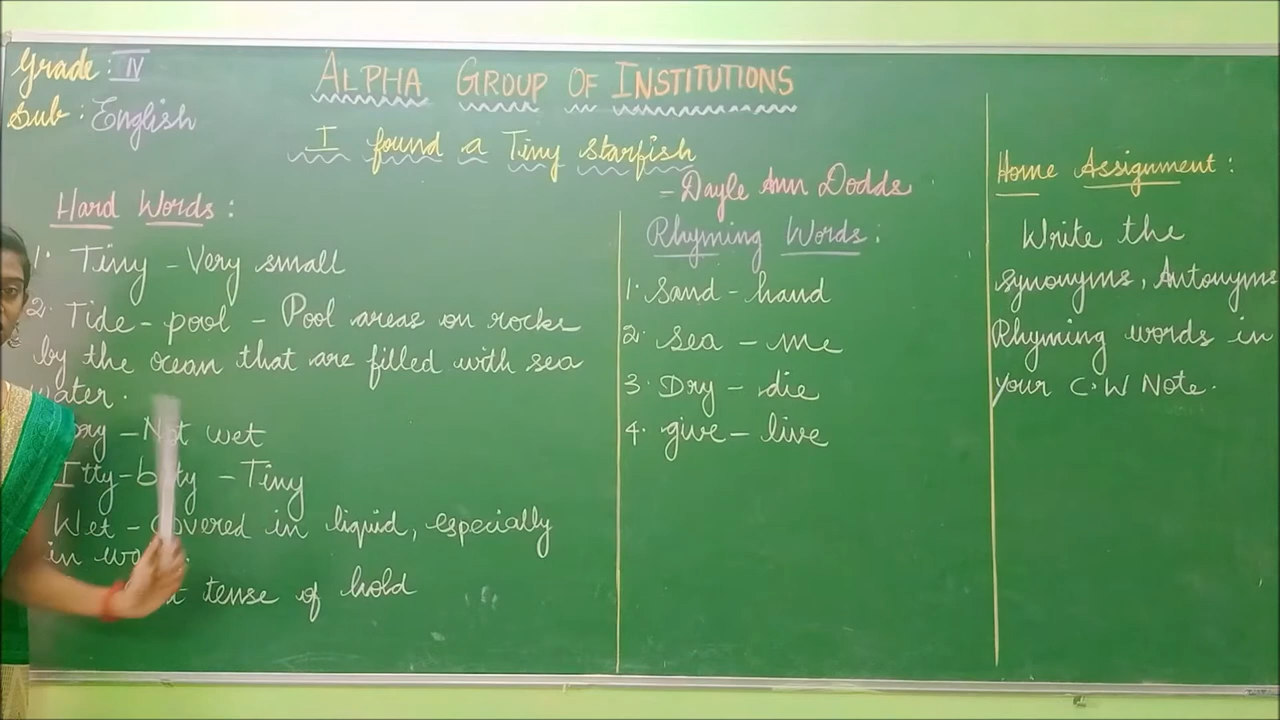 Grade : IV
Sub : English
ALPHA GROUP OF INSTITUTIONS
I found a Tiny starfish
- Dayle Ann Dodds
Hard Words :
1. Tiny - Very small
2. Tide - pool - Pool areas on rocks
by the ocean that are filled with sea
water.
- Not wet
Itty-bitty - Tiny
Wet - covered in liquid, especially
in
tense of hold
Rhyming Words :
1. Sand - hand
2. Sea - me
3. Dry - die
4. give - live
Home Assignment :
Write the
synonyms, Antonyms
Rhyming words in
your C.W Note.